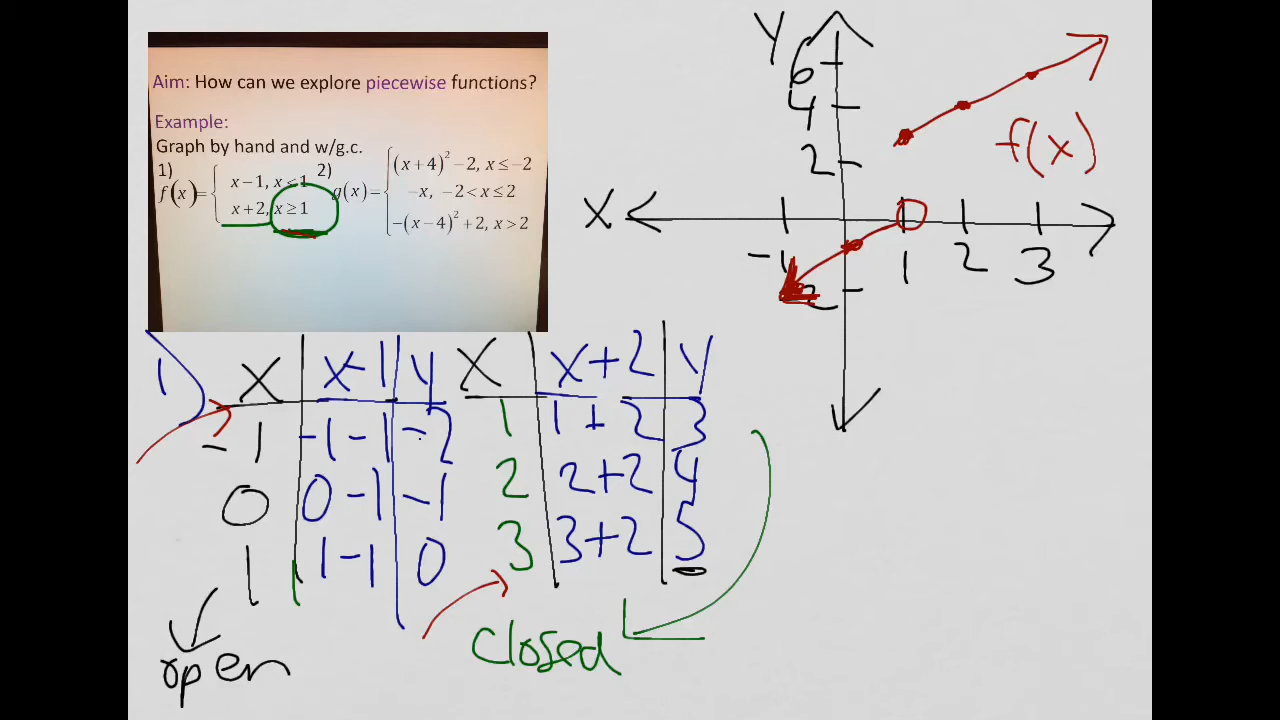 Aim: How can we explore piecewise functions?
Example:
Graph by hand and w/g.c.
1) f(x) = { x−1, x<1
x+2, x≥1
2) g(x) = { (x+4)²−2, x≤−2
−x, −2<x≤2
−(x−4)²+2, x>2
Y
6
4
2
X
-1 1 2 3
-2
f(x)
1) X x-1 y X x+2 y
-1 -1-1 -2 1 1+2 3
0 0-1 -1 2 2+2 4
1 1-1 0 3 3+2 5
open
closed